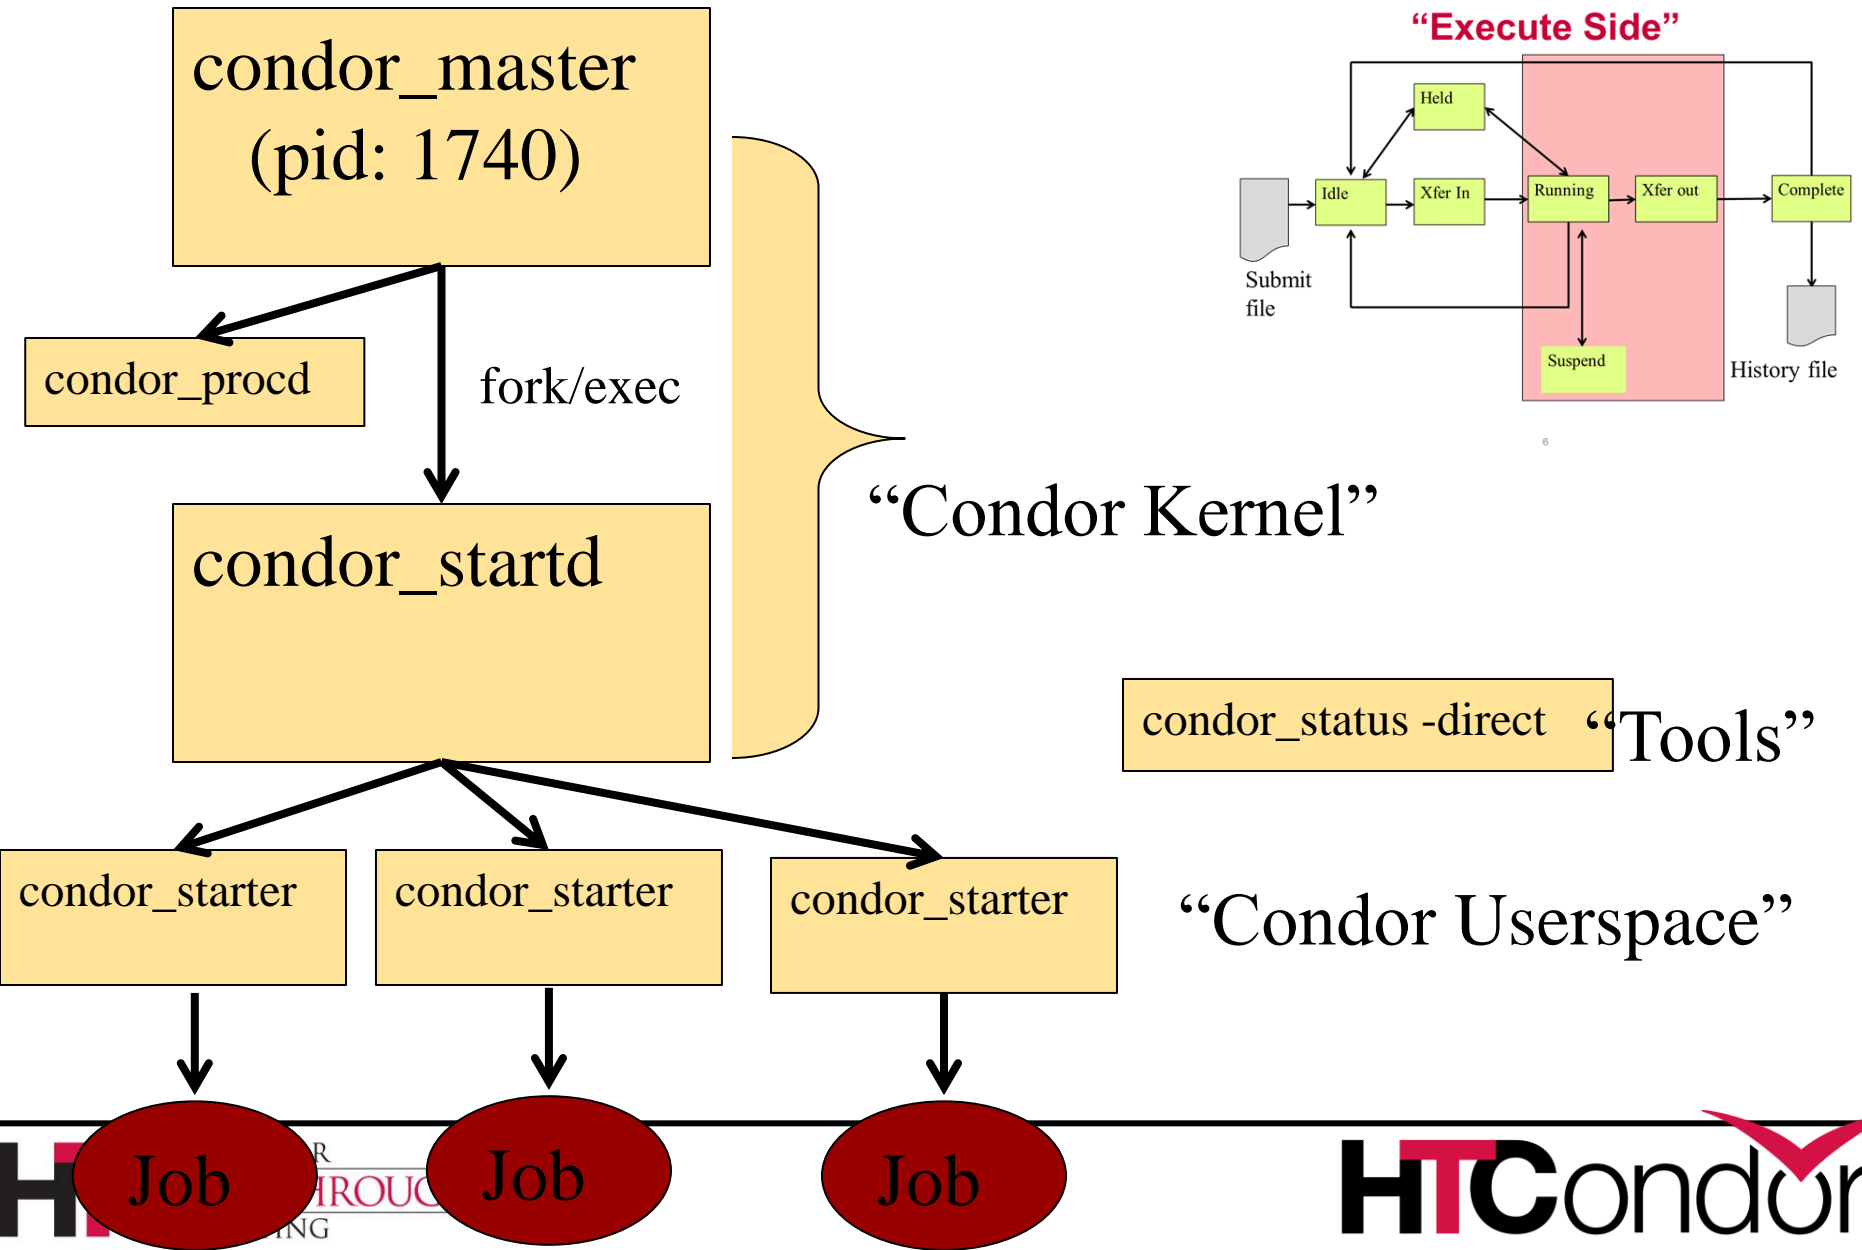 condor_master
(pid: 1740)
condor_procd
fork/exec
condor_startd
“Condor Kernel”
“Execute Side”
Held
Idle
Xfer In
Running
Xfer out
Complete
Submit
file
Suspend
History file
6
condor_status -direct
“Tools”
condor_starter
condor_starter
condor_starter
“Condor Userspace”
Job
Job
Job
HTCondor